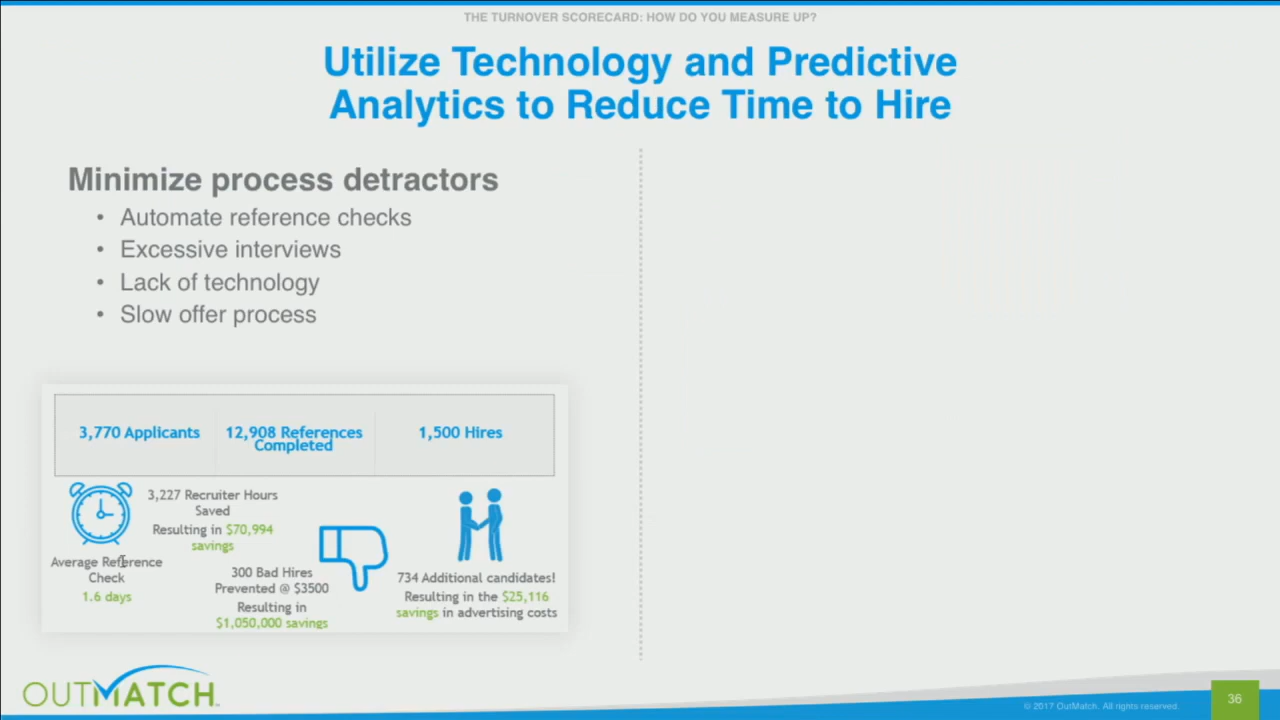 THE TURNOVER SCORECARD: HOW DO YOU MEASURE UP?
Utilize Technology and Predictive
Analytics to Reduce Time to Hire
Minimize process detractors
• Automate reference checks
• Excessive interviews
• Lack of technology
• Slow offer process
3,770 Applicants
12,908 References
Completed
1,500 Hires
3,227 Recruiter Hours
Saved
Resulting in $70,994
savings
Average Reference
Check
1.6 days
300 Bad Hires
Prevented @ $3500
Resulting in
$1,050,000 savings
734 Additional candidates!
Resulting in the $25,116
savings in advertising costs
OUTMATCH
© 2017 OutMatch. All rights reserved.
36